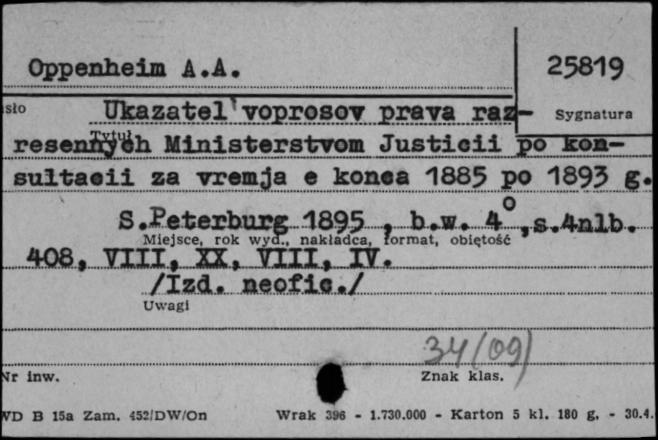 Oppenheim A.A.
25819
sło
Ukazatel' voprosov prava raz-
Sygnatura
Tytuł
resennych Ministerstvom Justicii po kon-
sultacii za vremja e konca 1885 po 1893 g.
S.Peterburg 1895 , b.w. 4o ,s.4nlb.
Miejsce, rok wyd., nakładca, format, objętość
408, VIII, XX, VIII, IV.
/Izd. neofic./
Uwagi
34/09/
Nr inw.
Znak klas.
WD B 15a Zam. 452/DW/On Wrak 396 - 1.730.000 - Karton 5 kl. 180 g. - 30.4.